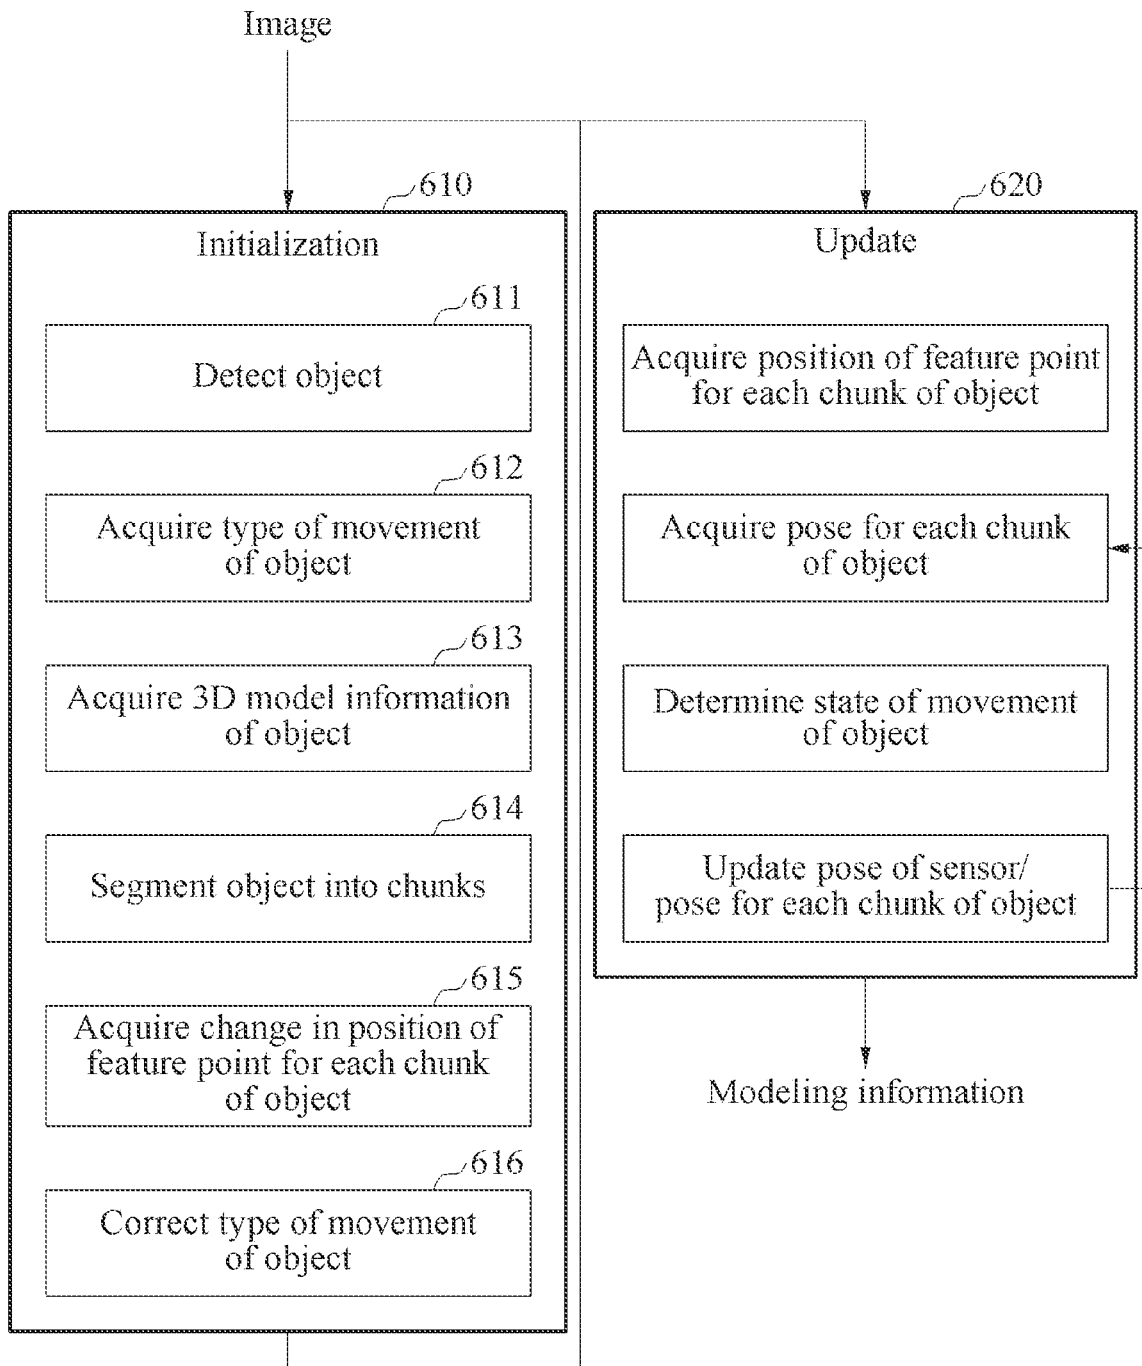 Image
610
Initialization
611
Detect object
612
Acquire type of movement
of object
613
Acquire 3D model information
of object
614
Segment object into chunks
615
Acquire change in position of
feature point for each chunk
of object
616
Correct type of movement
of object
620
Update
Acquire position of feature point
for each chunk of object
Acquire pose for each chunk
of object
Determine state of movement
of object
Update pose of sensor/
pose for each chunk of object
Modeling information